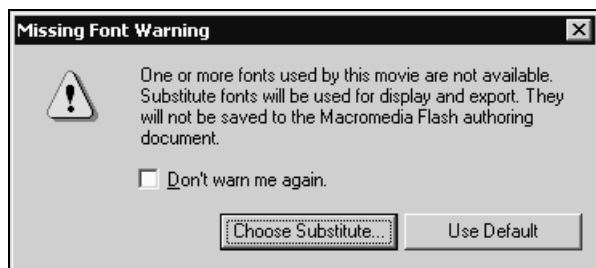 Missing Font Warning
One or more fonts used by this movie are not available.
Substitute fonts will be used for display and export. They
will not be saved to the Macromedia Flash authoring
document.
Don't warn me again.
Choose Substitute... Use Default